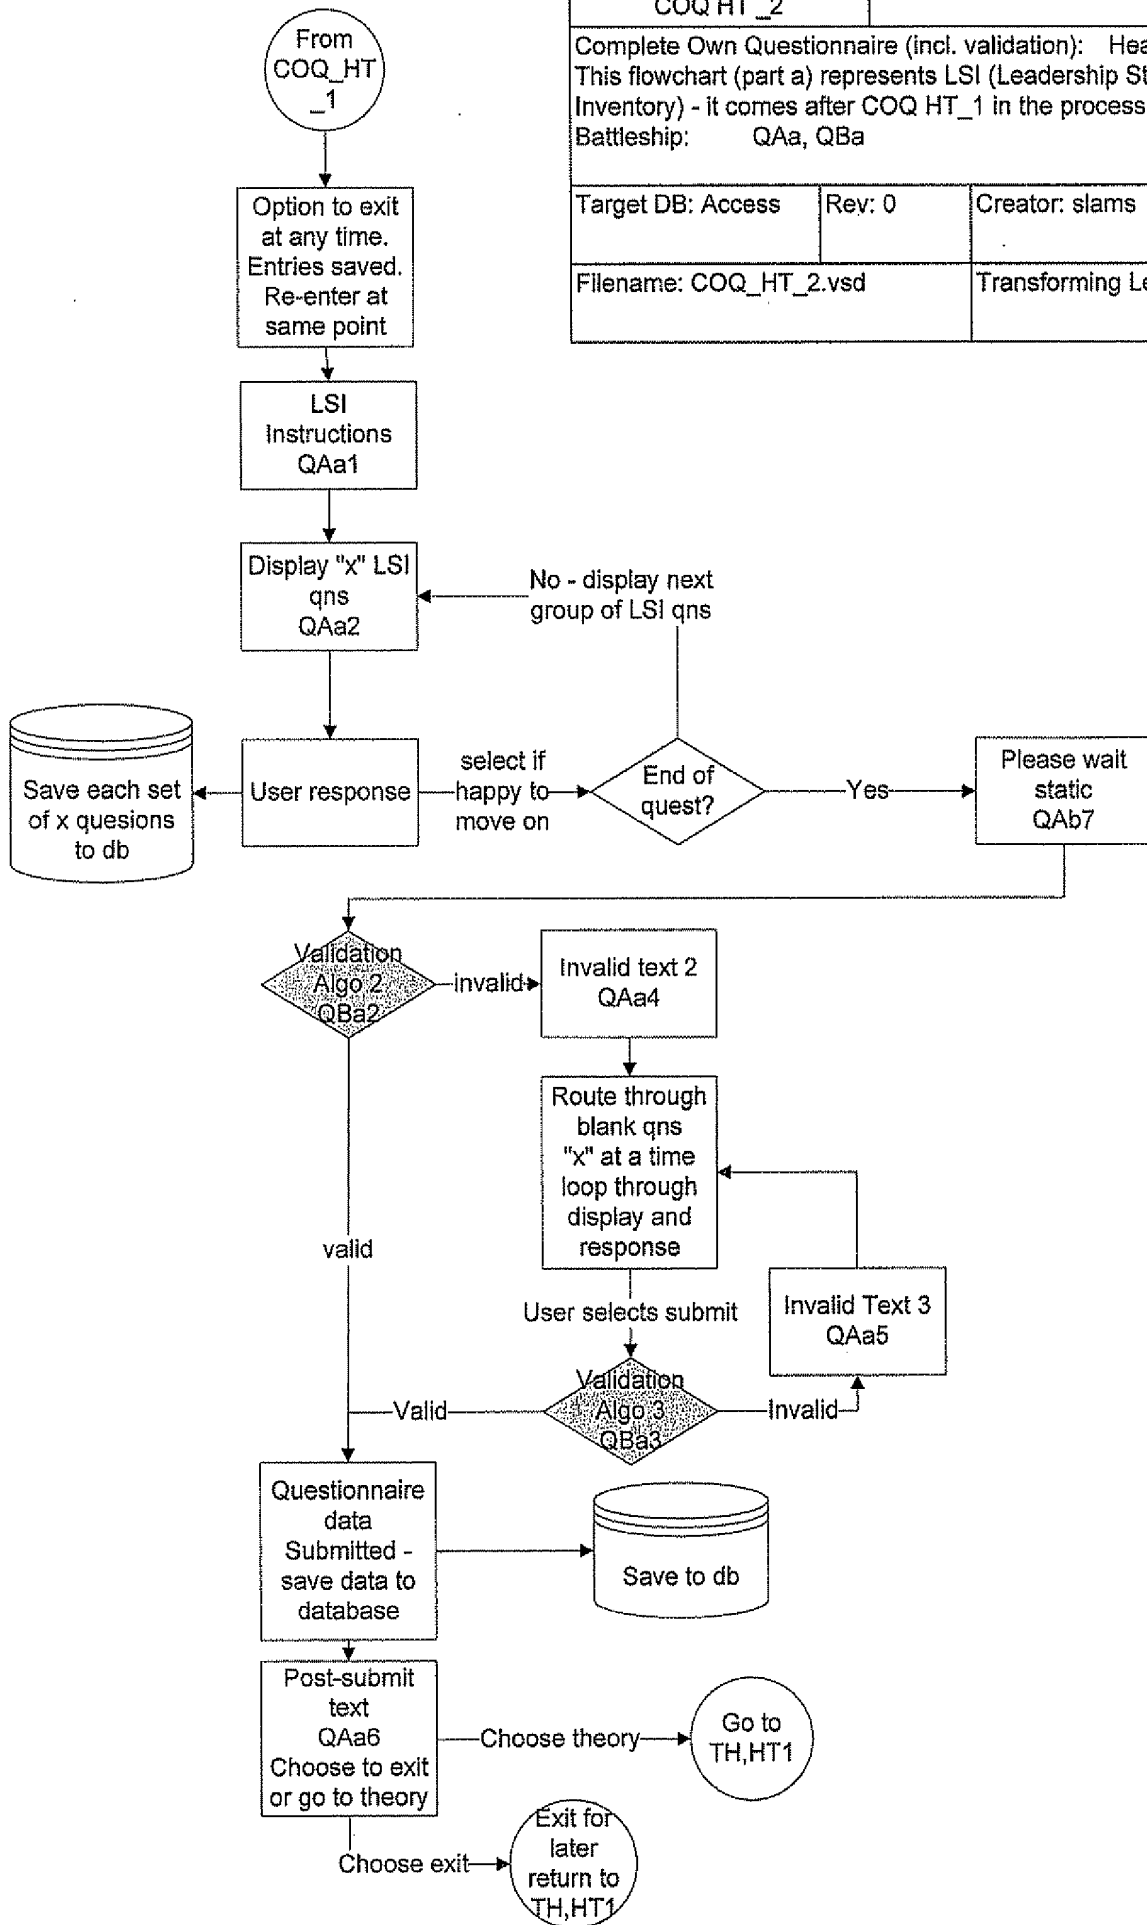 From
COQ_HT
_1
COQ HT _2
Complete Own Questionnaire (incl. validation): Hea
This flowchart (part a) represents LSI (Leadership St
Inventory) - it comes after COQ HT_1 in the process
Battleship: QAa, QBa
Target DB: Access
Rev: 0
Creator: slams
Filename: COQ_HT_2.vsd
Transforming Le
Option to exit
at any time.
Entries saved.
Re-enter at
same point
LSI
Instructions
QAa1
Display "x" LSI
qns
QAa2
No - display next
group of LSI qns
Save each set
of x quesions
to db
User response
select if
happy to
move on
End of
quest?
Yes
Please wait
static
QAb7
Validation
Algo 2
QBa2
invalid
Invalid text 2
QAa4
Route through
blank qns
"x" at a time
loop through
display and
response
valid
User selects submit
Invalid Text 3
QAa5
Valid
Validation
Algo 3
QBa3
Invalid
Questionnaire
data
Submitted -
save data to
database
Save to db
Post-submit
text
QAa6
Choose to exit
or go to theory
Choose theory
Go to
TH,HT1
Choose exit
Exit for
later
return to
TH,HT1